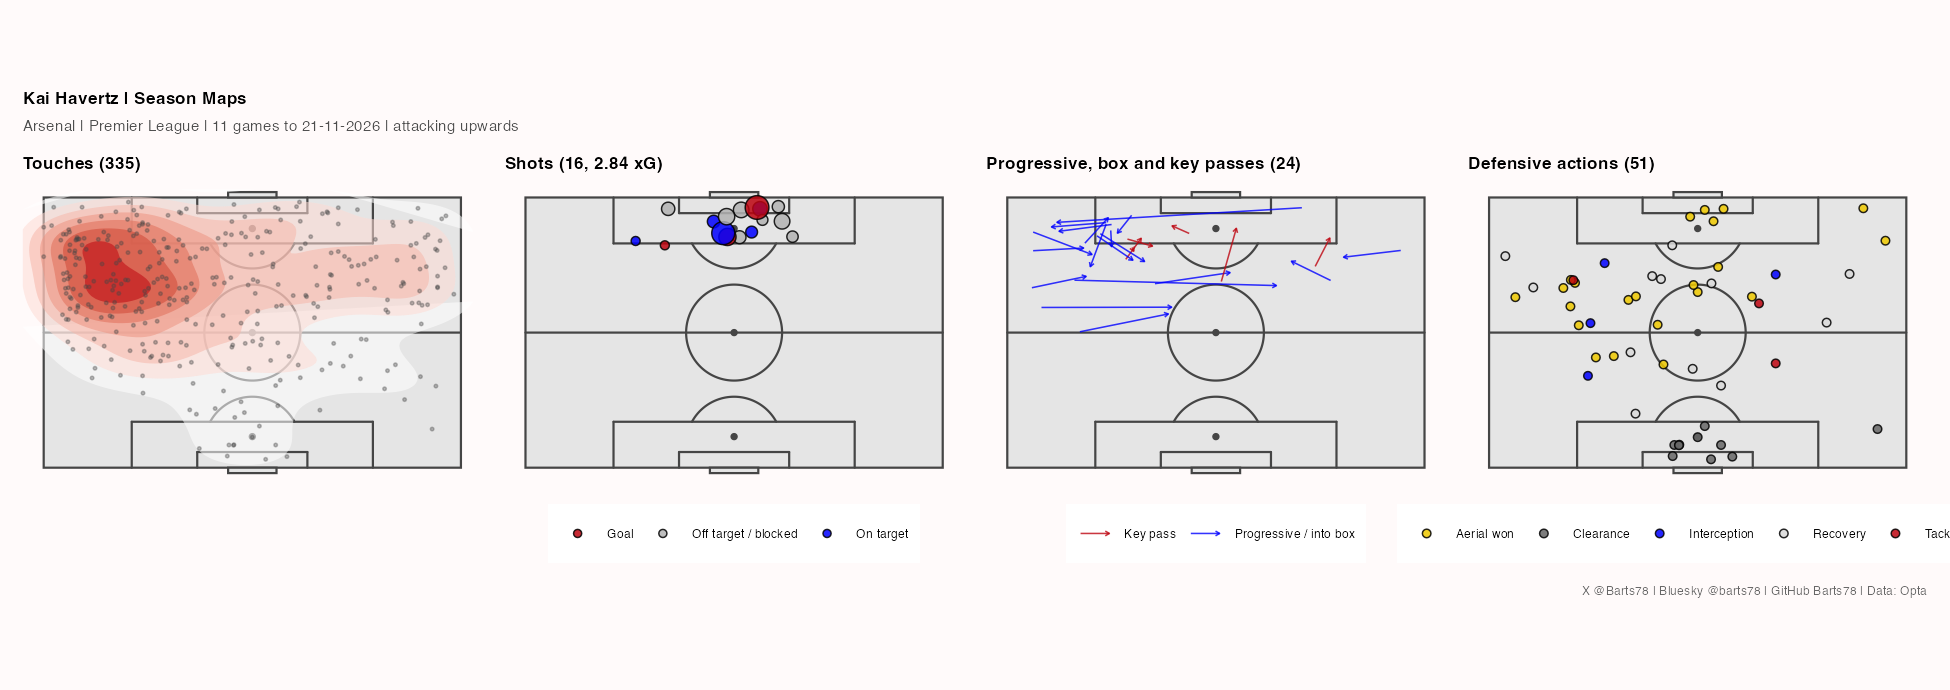 Kai Havertz | Season Maps
Arsenal | Premier League | 11 games to 21-11-2026 | attacking upwards
Touches (335)
Shots (16, 2.84 xG)
Progressive, box and key passes (24)
Defensive actions (51)
Goal
Off target / blocked
On target
Key pass
Progressive / into box
Aerial won
Clearance
Interception
Recovery
Tack
X @Barts78 | Bluesky @barts78 | GitHub Barts78 | Data: Opta